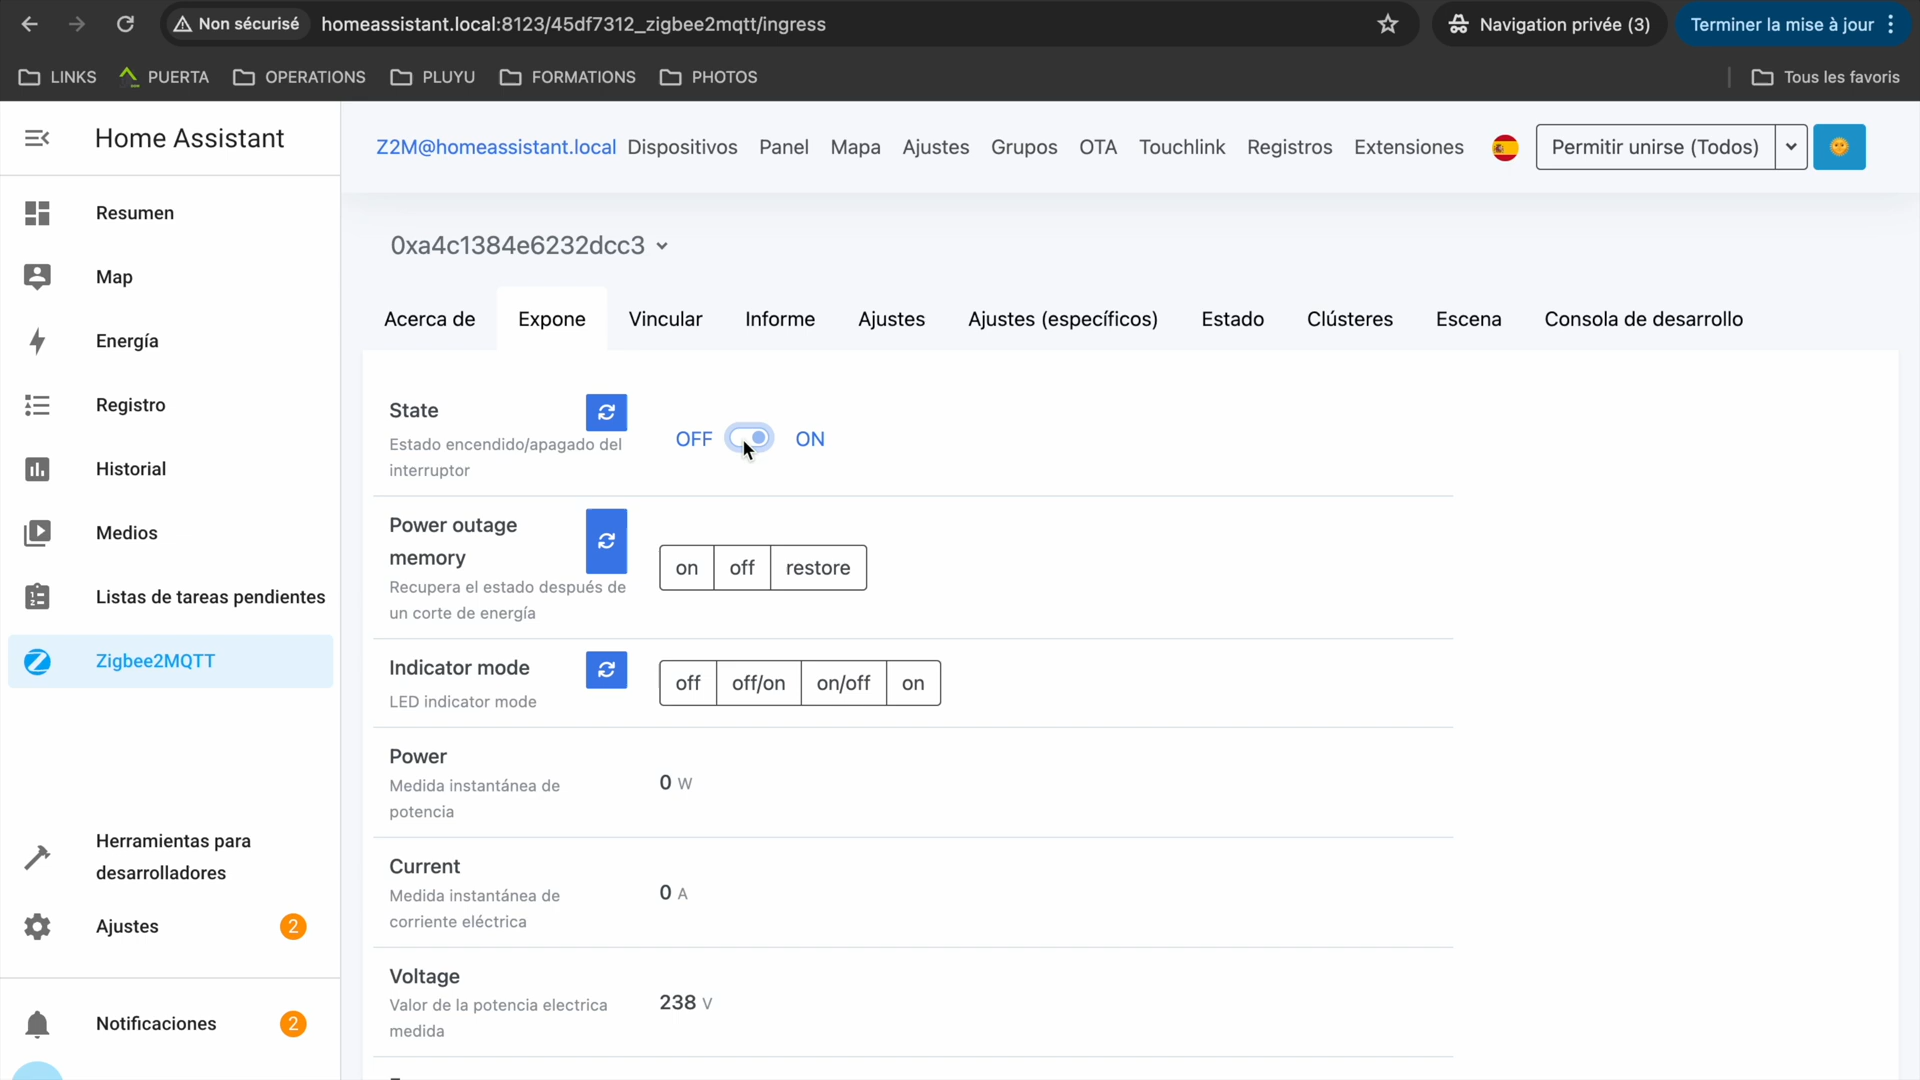 Non sécurisé
homeassistant.local:8123/45df7312_zigbee2mqtt/ingress
Navigation privée (3)
Terminer la mise à jour
LINKS
PUERTA
OPERATIONS
PLUYU
FORMATIONS
PHOTOS
Tous les favoris
Home Assistant
Resumen
Map
Energía
Registro
Historial
Medios
Listas de tareas pendientes
Zigbee2MQTT
Herramientas para
desarrolladores
Ajustes
2
Notificaciones
2
Z2M@homeassistant.local
Dispositivos
Panel
Mapa
Ajustes
Grupos
OTA
Touchlink
Registros
Extensiones
Permitir unirse (Todos)
0xa4c1384e6232dcc3
Acerca de
Expone
Vincular
Informe
Ajustes
Ajustes (específicos)
Estado
Clústeres
Escena
Consola de desarrollo
State
Estado encendido/apagado del
interruptor
OFF
ON
Power outage
memory
Recupera el estado después de
un corte de energía
on
off
restore
Indicator mode
LED indicator mode
off
off/on
on/off
on
Power
Medida instantánea de
potencia
0 W
Current
Medida instantánea de
corriente eléctrica
0 A
Voltage
Valor de la potencia electrica
medida
238 V